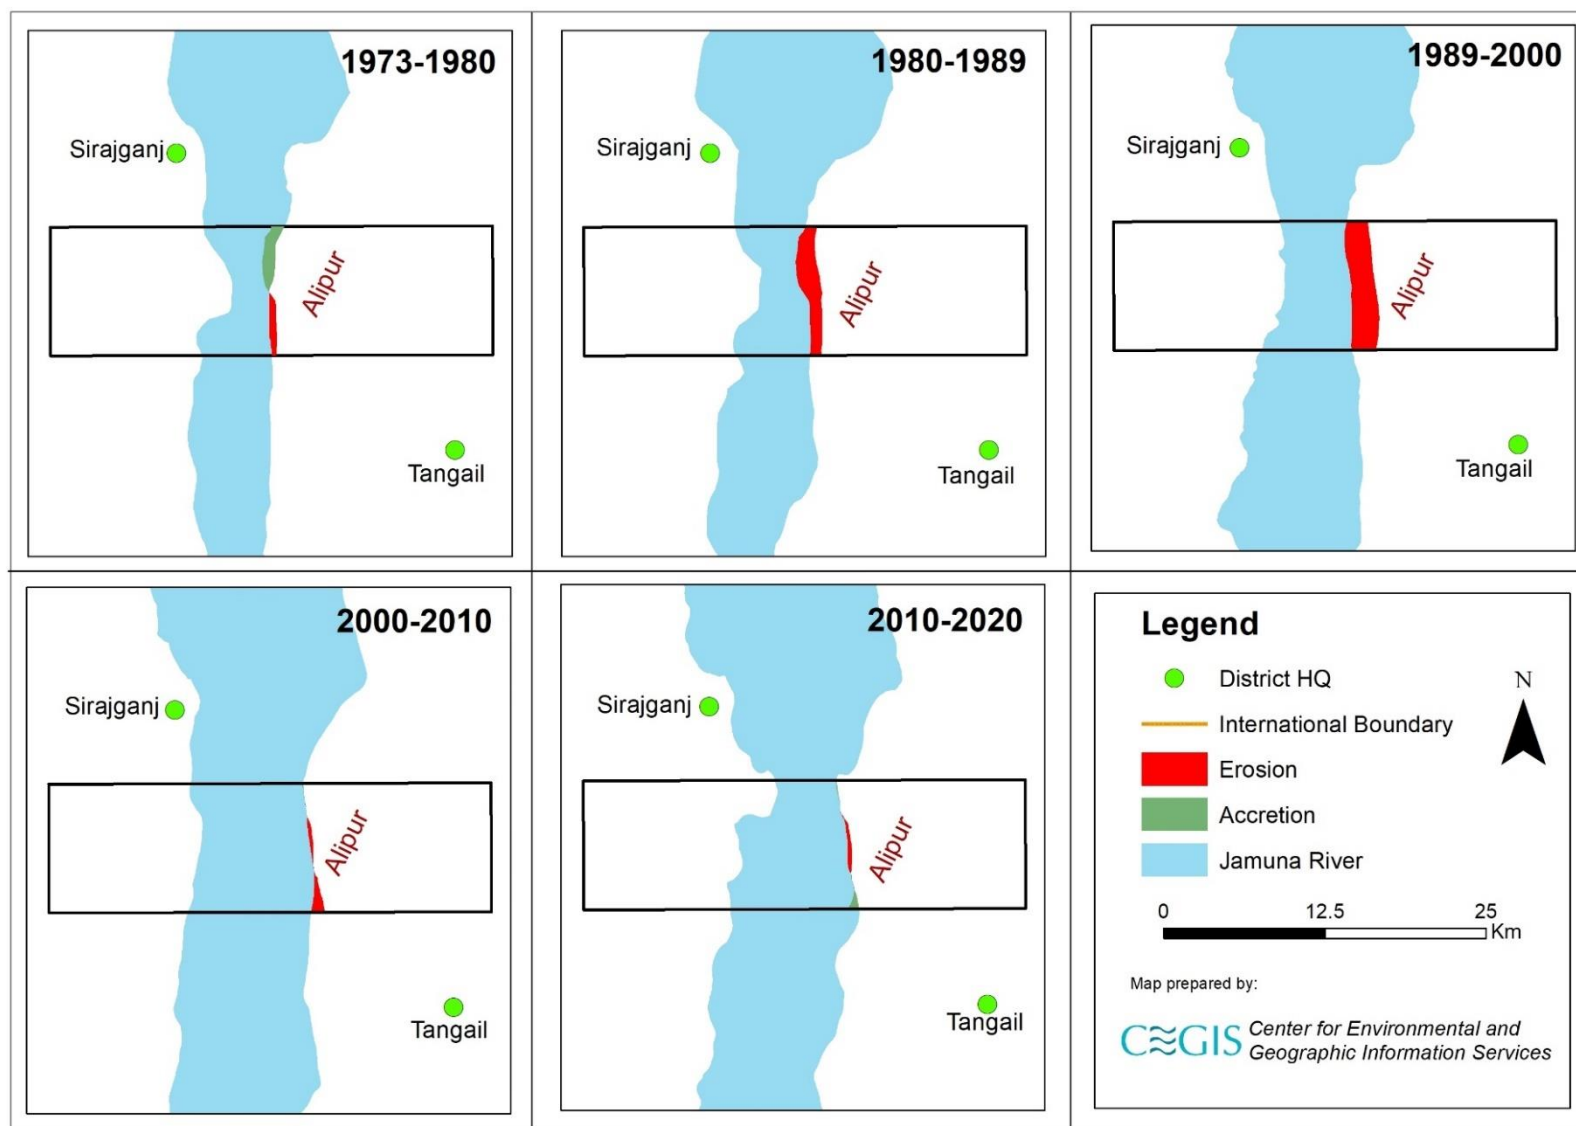 1973-1980
Sirajganj
Alipur
Tangail
1980-1989
Sirajganj
Alipur
Tangail
1989-2000
Sirajganj
Alipur
Tangail
2000-2010
Sirajganj
Alipur
Tangail
2010-2020
Sirajganj
Alipur
Tangail
Legend
District HQ
N
International Boundary
Erosion
Accretion
Jamuna River
0 12.5 25
Km
Map prepared by:
CEGIS Center for Environmental and
Geographic Information Services